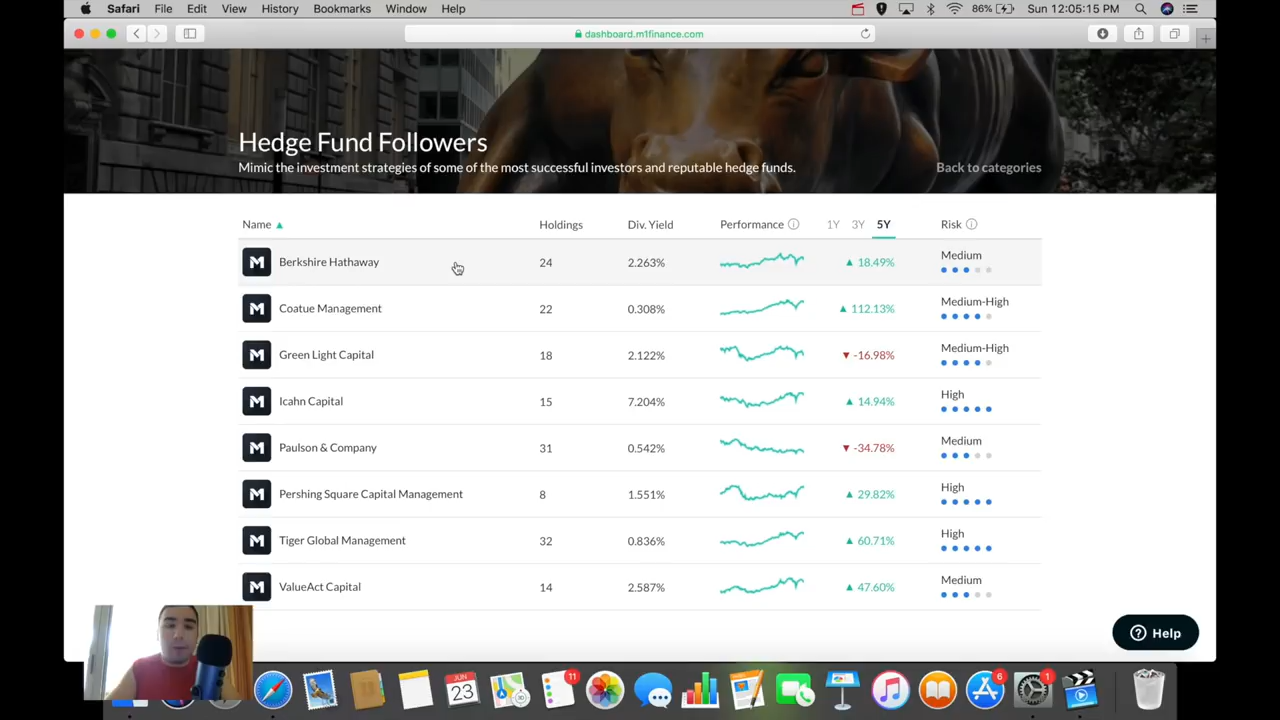 Safari File Edit View History Bookmarks Window Help 86% Sun 12:05:15 PM
dashboard.m1finance.com
Hedge Fund Followers
Mimic the investment strategies of some of the most successful investors and reputable hedge funds. Back to categories
Name ▲ Holdings Div. Yield Performance 1Y 3Y 5Y Risk
M Berkshire Hathaway 24 2.263% ▲ 18.49% Medium
M Coatue Management 22 0.308% ▲ 112.13% Medium-High
M Green Light Capital 18 2.122% ▼ -16.98% Medium-High
M Icahn Capital 15 7.204% ▲ 14.94% High
M Paulson & Company 31 0.542% ▼ -34.78% Medium
M Pershing Square Capital Management 8 1.551% ▲ 29.82% High
M Tiger Global Management 32 0.836% ▲ 60.71% High
M ValueAct Capital 14 2.587% ▲ 47.60% Medium
? Help
JUN 23 11 6 1